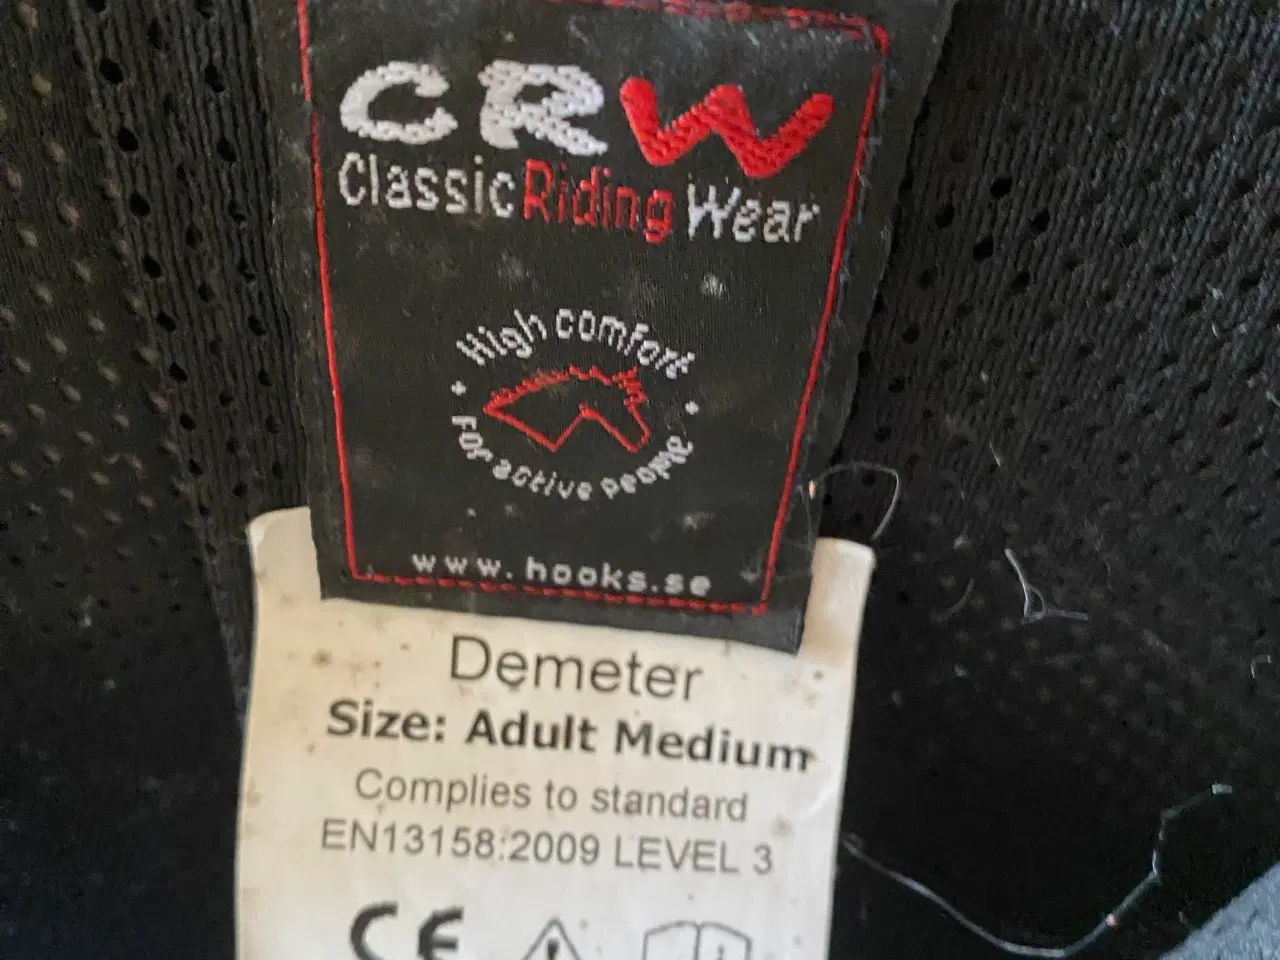 CRW
Classic Riding Wear
High comfort
For active people
www.hooks.se
Demeter
Size: Adult Medium
Complies to standard
EN13158:2009 LEVEL 3
CE